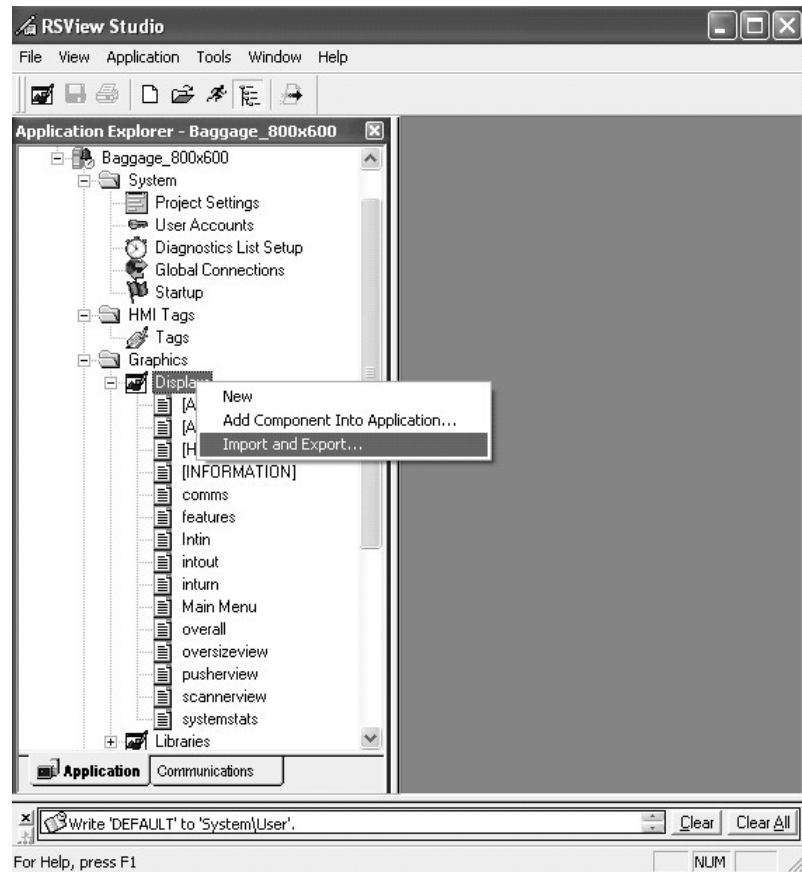 RSView Studio
File View Application Tools Window Help
Application Explorer - Baggage_800x600
Baggage_800x600
System
Project Settings
User Accounts
Diagnostics List Setup
Global Connections
Startup
HMI Tags
Tags
Graphics
Displays
New
[A
Add Component Into Application...
[A
Import and Export...
[H
[INFORMATION]
comms
features
Intin
intout
inturn
Main Menu
overall
oversizeview
pusherview
scannerview
systemstats
Libraries
Application Communications
Write 'DEFAULT' to 'System\User'. Clear Clear All
For Help, press F1 NUM